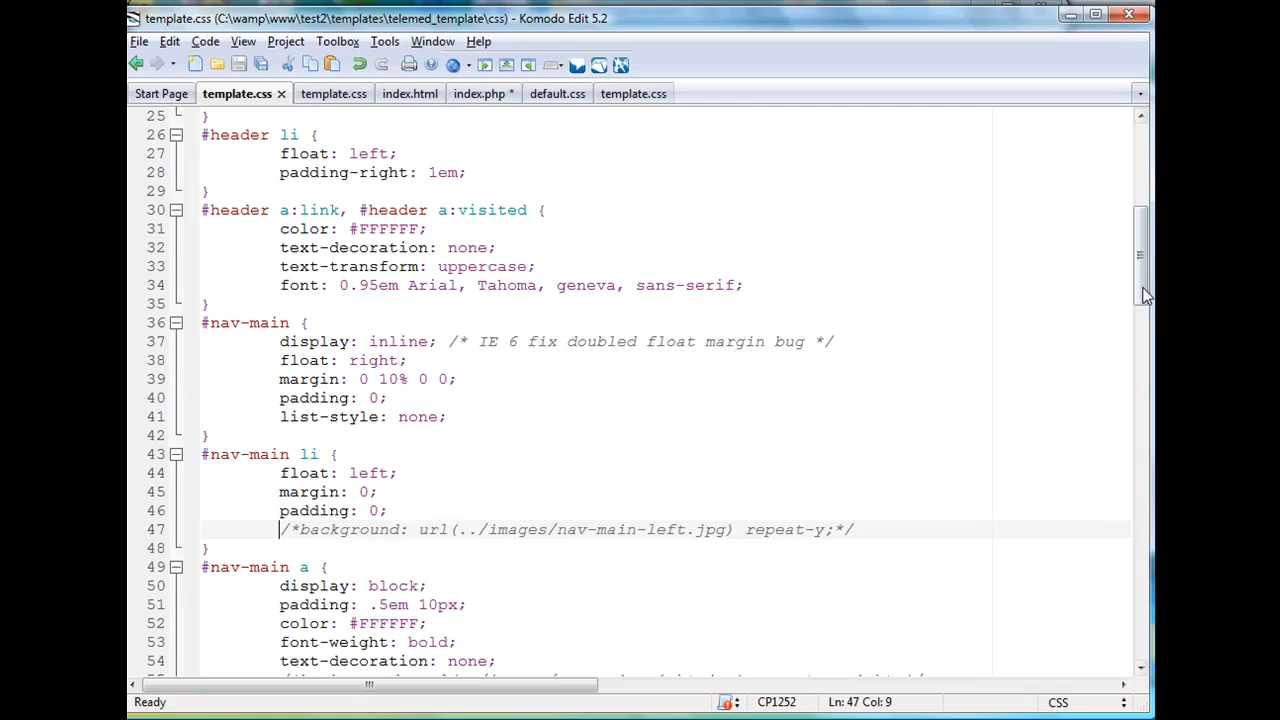 template.css (C:\wamp\www\test2\templates\telemed_template\css) - Komodo Edit 5.2
File Edit Code View Project Toolbox Tools Window Help
Start Page template.css template.css index.html index.php * default.css template.css
25 }
26 #header li {
27 float: left;
28 padding-right: 1em;
29 }
30 #header a:link, #header a:visited {
31 color: #FFFFFF;
32 text-decoration: none;
33 text-transform: uppercase;
34 font: 0.95em Arial, Tahoma, geneva, sans-serif;
35 }
36 #nav-main {
37 display: inline; /* IE 6 fix doubled float margin bug */
38 float: right;
39 margin: 0 10% 0 0;
40 padding: 0;
41 list-style: none;
42 }
43 #nav-main li {
44 float: left;
45 margin: 0;
46 padding: 0;
47 /*background: url(../images/nav-main-left.jpg) repeat-y;*/
48 }
49 #nav-main a {
50 display: block;
51 padding: .5em 10px;
52 color: #FFFFFF;
53 font-weight: bold;
54 text-decoration: none;
Ready CP1252 Ln: 47 Col: 9 CSS